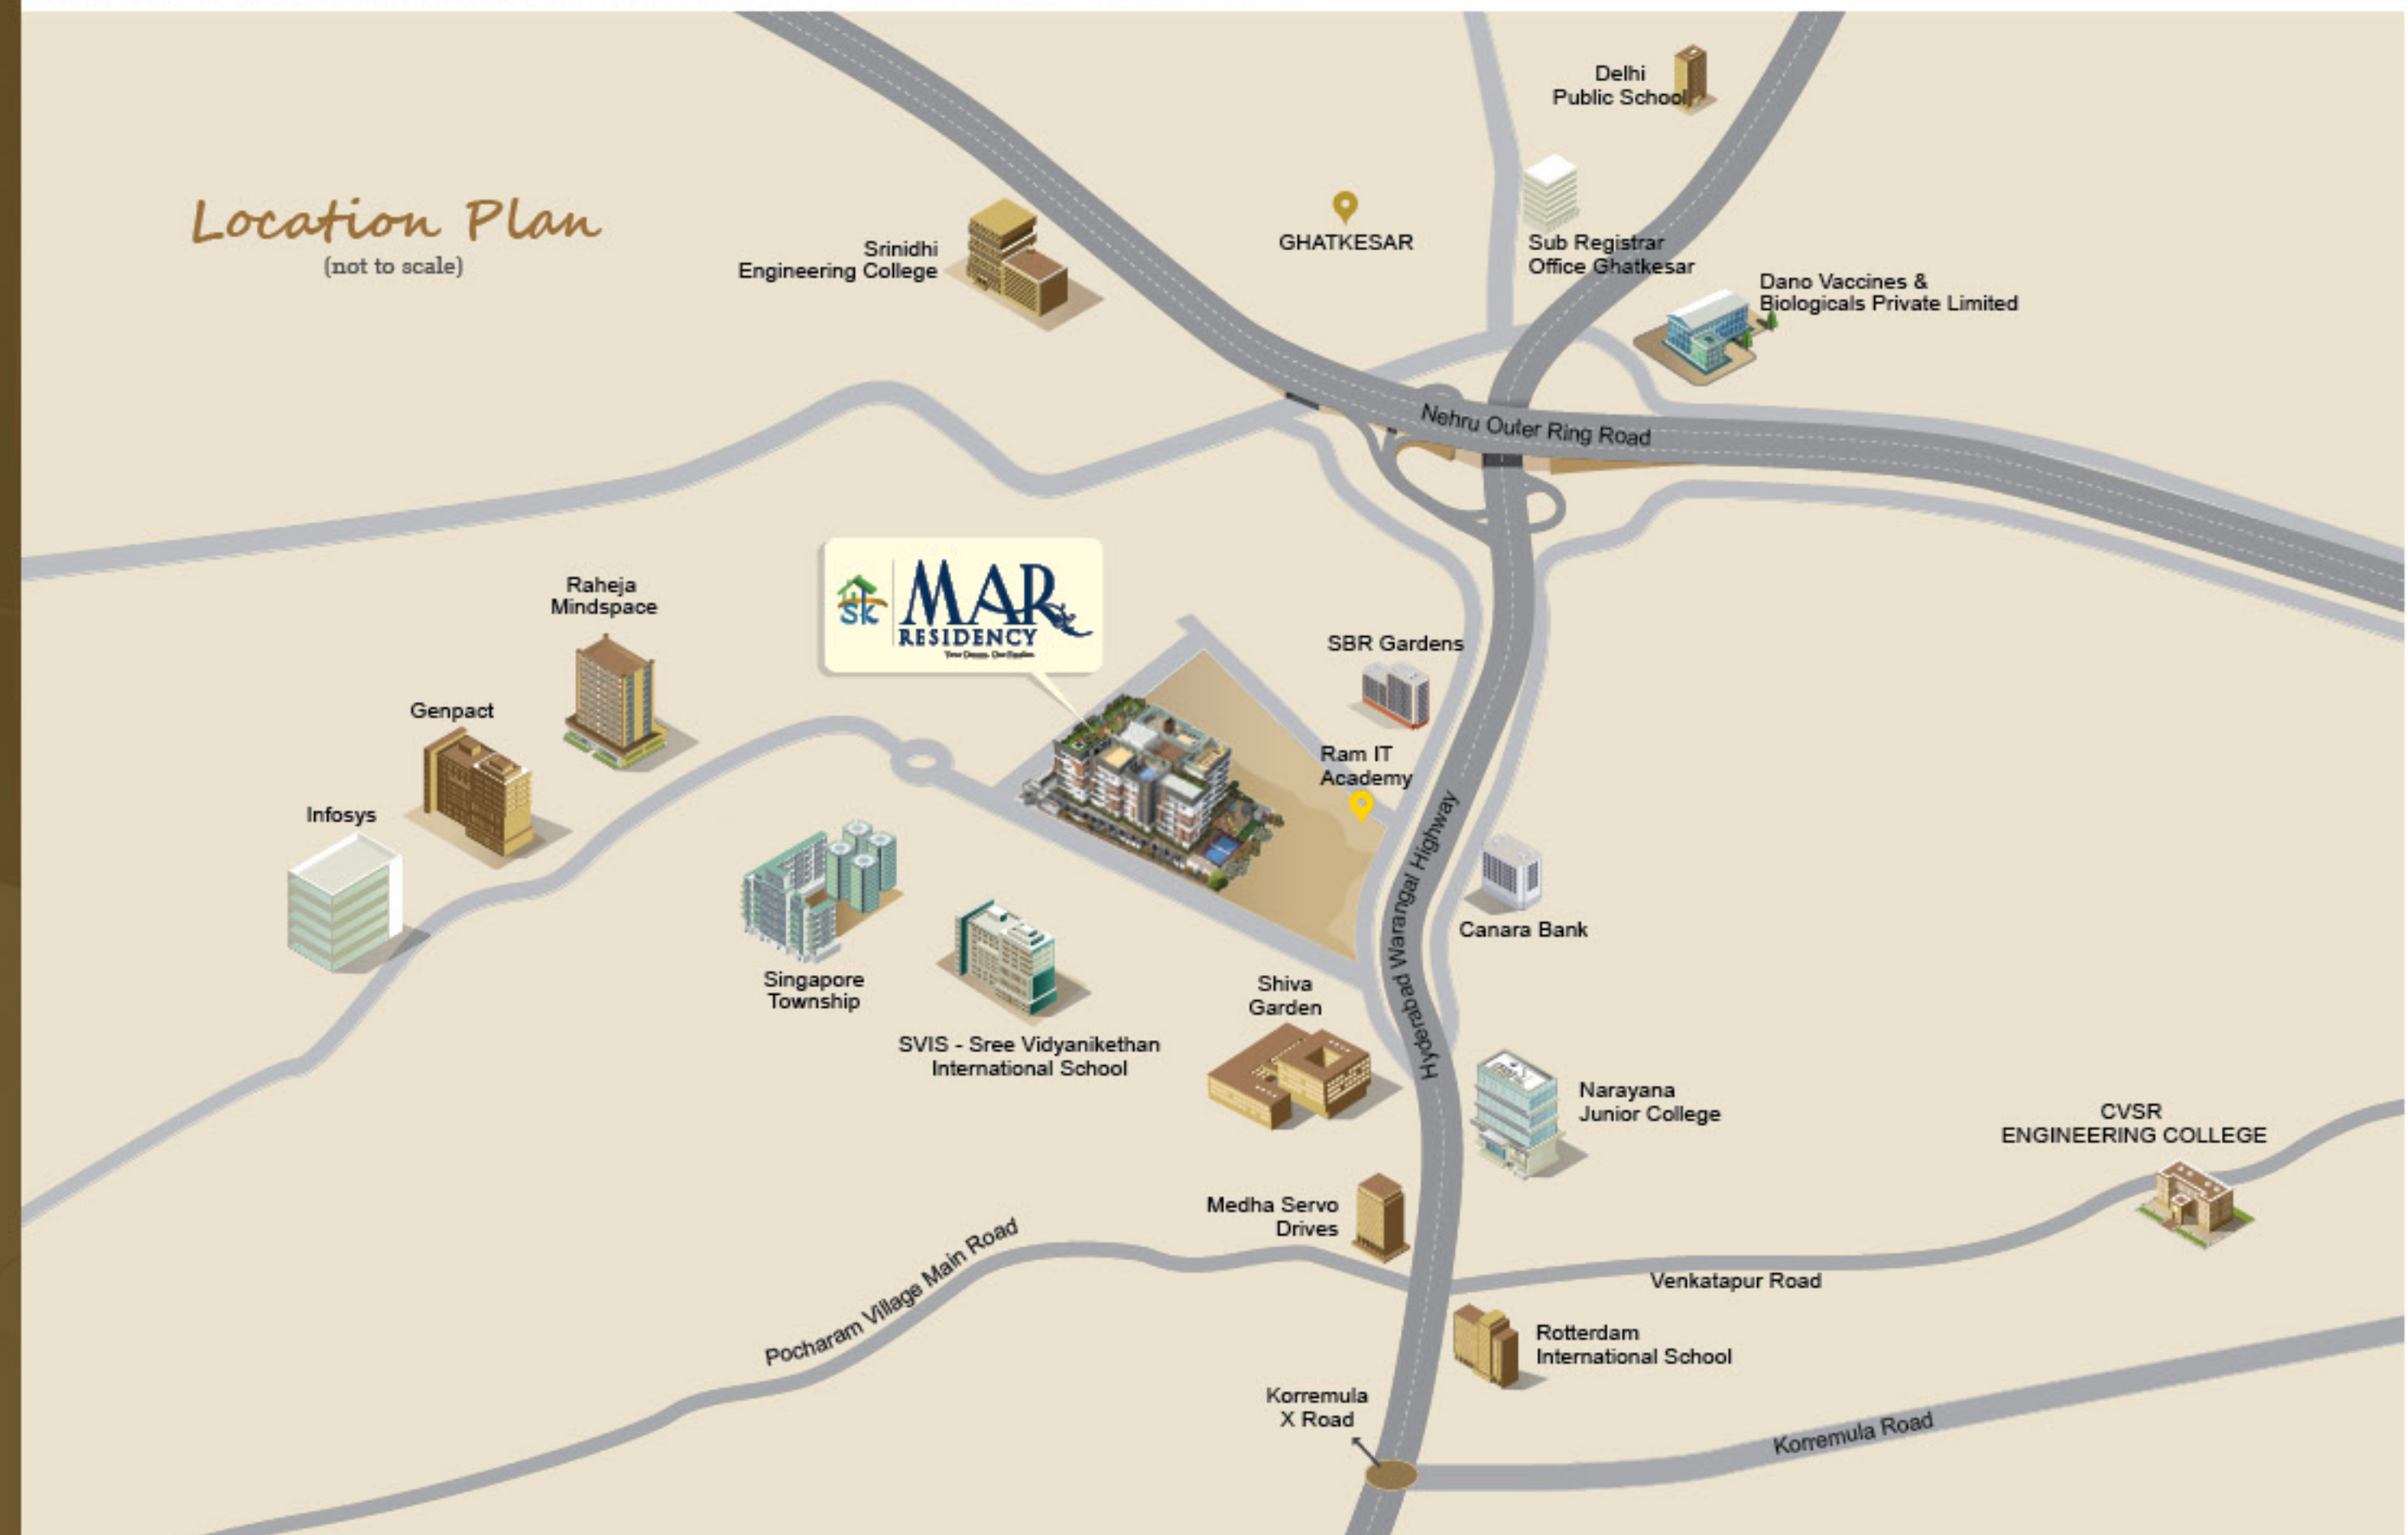 Delhi
Public School
Location Plan
(not to scale)
GHATKESAR
Srinidhi
Engineering College
Sub Registrar
Office Ghatkesar
Dano Vaccines &
Biologicals Private Limited
Nehru Outer Ring Road
SK
MAR
RESIDENCY
Raheja
Mindspace
SBR Gardens
Genpact
Ram IT
Academy
Infosys
Hyderabad Warangal Highway
Canara Bank
Singapore
Township
Shiva
Garden
SVIS - Sree Vidyanikethan
International School
Narayana
Junior College
CVSR
ENGINEERING COLLEGE
Medha Servo
Drives
Pocharam Village Main Road
Venkatapur Road
Rotterdam
International School
Korremula
X Road
Korremula Road